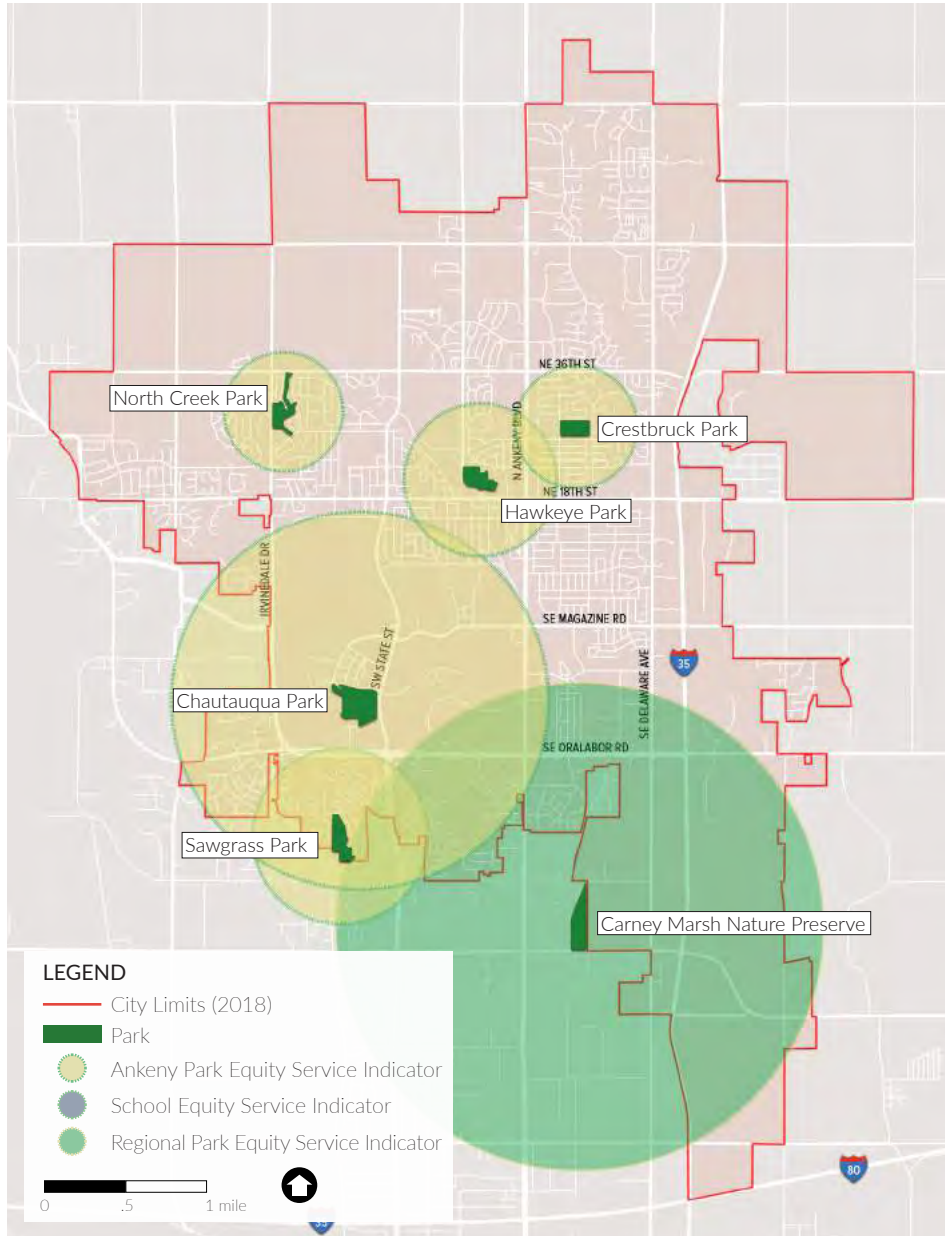 NE 36TH ST
North Creek Park
N ANKENY BLVD
Crestbruck Park
NE 18TH ST
Hawkeye Park
IRVINEDALE DR
SE MAGAZINE RD
SW STATE ST
SE DELAWARE AVE
35
Chautauqua Park
SE ORALABOR RD
Sawgrass Park
Carney Marsh Nature Preserve
LEGEND
City Limits (2018)
Park
Ankeny Park Equity Service Indicator
School Equity Service Indicator
Regional Park Equity Service Indicator
0 .5 1 mile
80
35